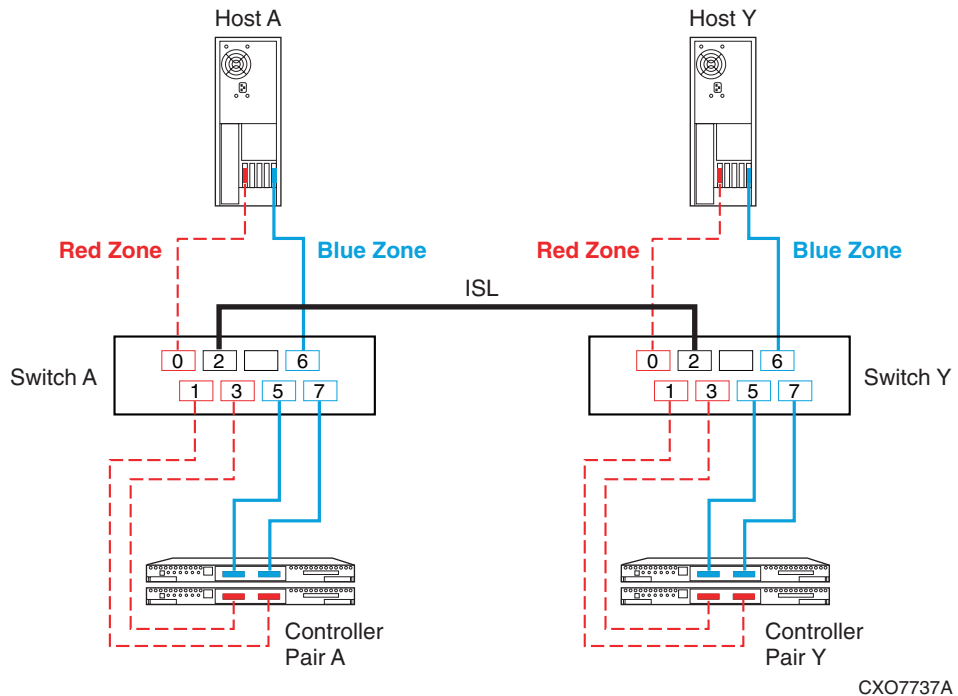 Host A
Host Y
Red Zone
Blue Zone
Red Zone
Blue Zone
ISL
Switch A
0
2
6
1
3
5
7
0
2
6
1
3
5
7
Switch Y
Controller
Pair A
Controller
Pair Y
CXO7737A